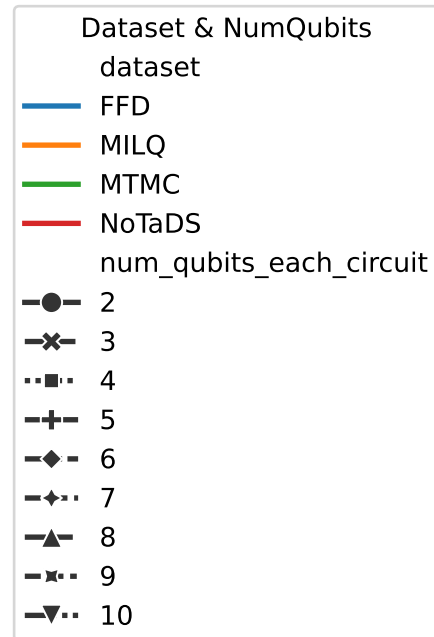 Dataset & NumQubits
dataset
FFD
MILQ
MTMC
NoTaDS
num_qubits_each_circuit
2
3
4
5
6
7
8
9
10